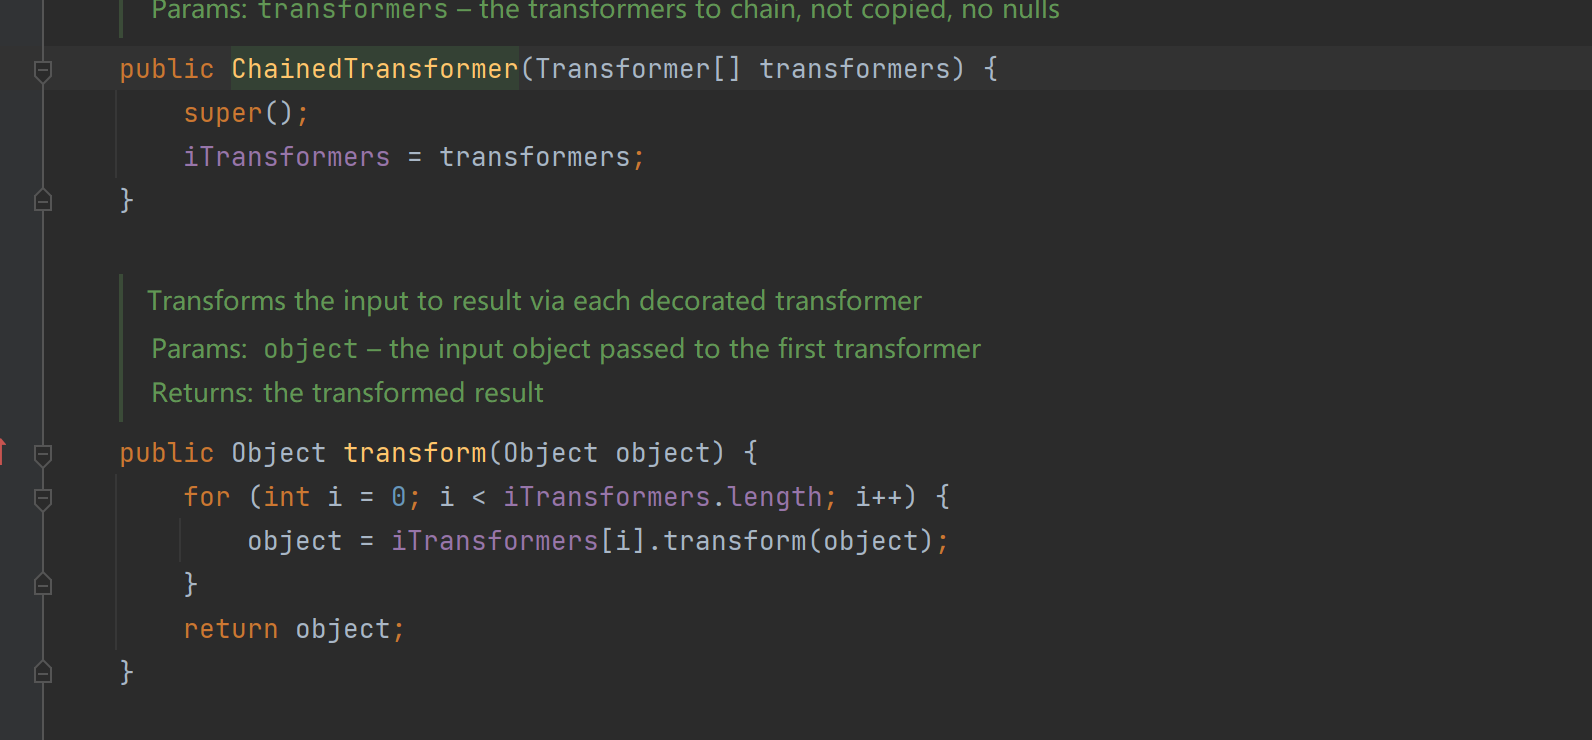 Params: transformers – the transformers to chain, not copied, no nulls
public ChainedTransformer(Transformer[] transformers) {
super();
iTransformers = transformers;
}
Transforms the input to result via each decorated transformer
Params: object – the input object passed to the first transformer
Returns: the transformed result
public Object transform(Object object) {
for (int i = 0; i < iTransformers.length; i++) {
object = iTransformers[i].transform(object);
}
return object;
}